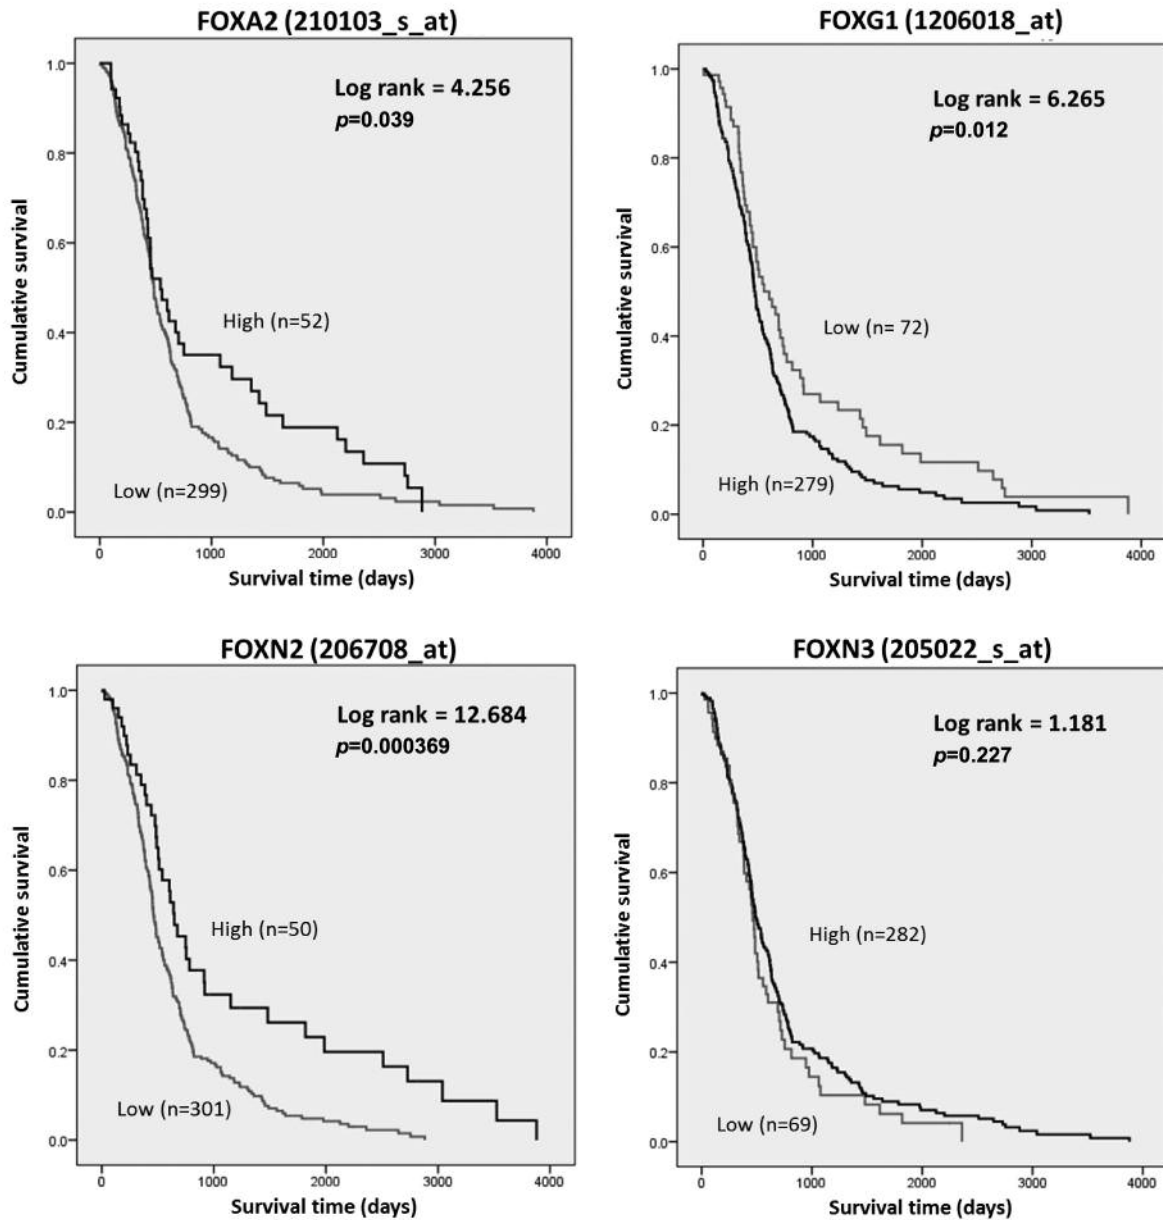 FOXA2 (210103_s_at)
Log rank = 4.256
p=0.039
Cumulative survival
1.0
0.8
0.6
0.4
0.2
0.0
High (n=52)
Low (n=299)
0 1000 2000 3000 4000
Survival time (days)
FOXG1 (1206018_at)
Log rank = 6.265
p=0.012
Cumulative survival
1.0
0.8
0.6
0.4
0.2
0.0
Low (n= 72)
High (n=279)
0 1000 2000 3000 4000
Survival time (days)
FOXN2 (206708_at)
Log rank = 12.684
p=0.000369
Cumulative survival
1.0
0.8
0.6
0.4
0.2
0.0
High (n=50)
Low (n=301)
0 1000 2000 3000 4000
Survival time (days)
FOXN3 (205022_s_at)
Log rank = 1.181
p=0.227
Cumulative survival
1.0
0.8
0.6
0.4
0.2
0.0
High (n=282)
Low (n=69)
0 1000 2000 3000 4000
Survival time (days)